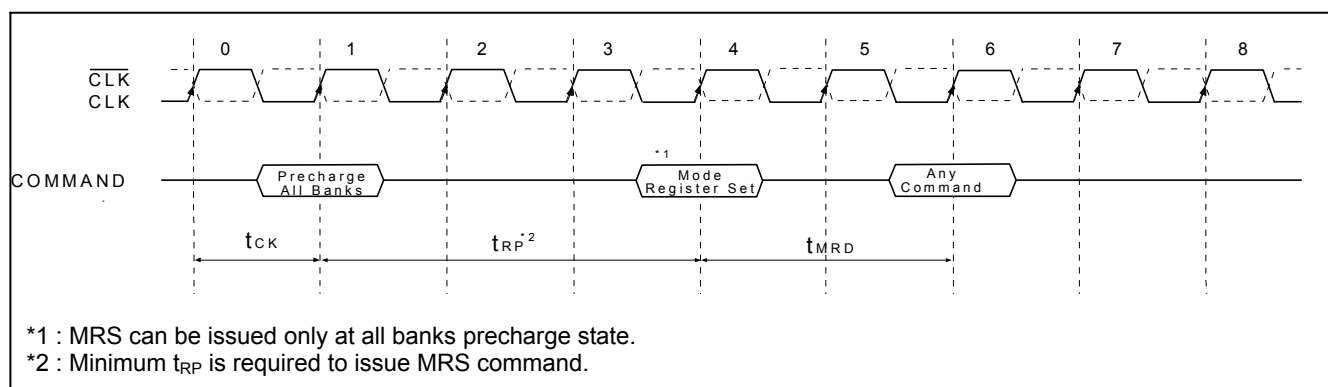 0 1 2 3 4 5 6 7 8
CLK
CLK
COMMAND
Precharge
All Banks
*1
Mode
Register Set
Any
Command
tCK
tRP*2
tMRD
*1 : MRS can be issued only at all banks precharge state.
*2 : Minimum tRP is required to issue MRS command.